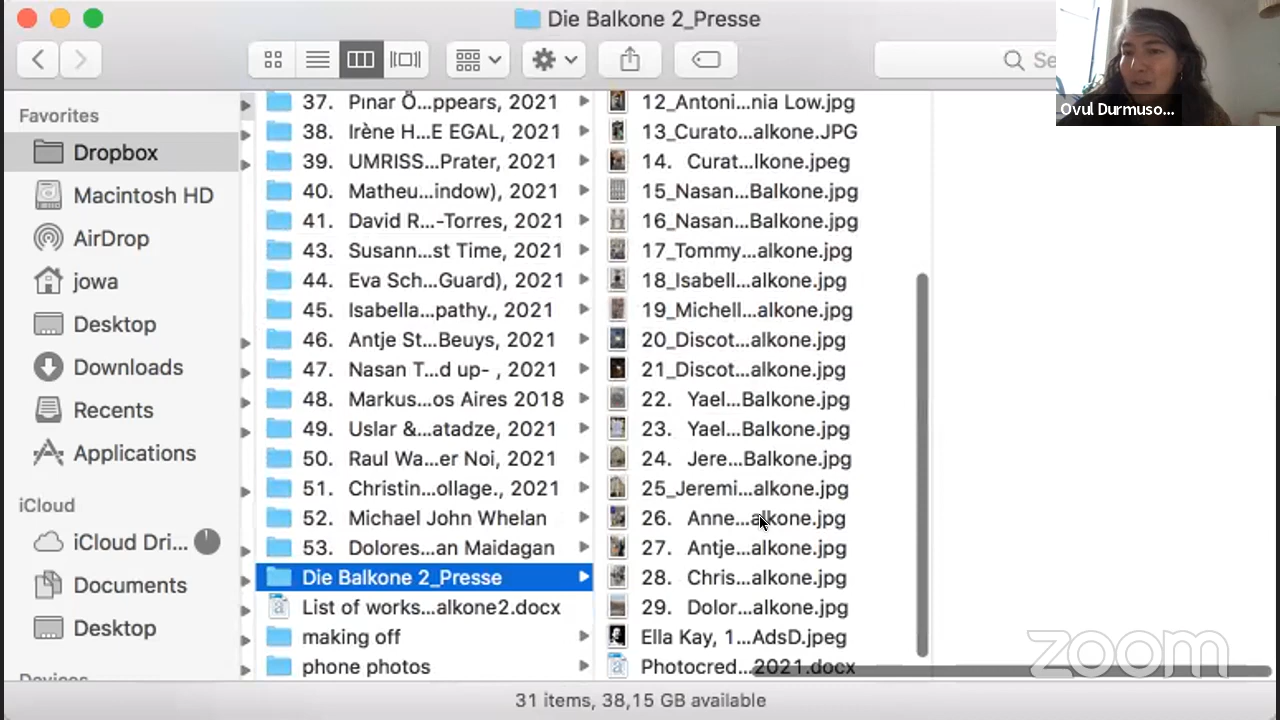 Die Balkone 2_Presse
Se
Ovul Durmuso...
Favorites
Dropbox
Macintosh HD
AirDrop
jowa
Desktop
Downloads
Recents
Applications
iCloud
iCloud Dri...
Documents
Desktop
Devices
37. Pınar Ö...ppears, 2021
38. Irène H...E EGAL, 2021
39. UMRISS...Prater, 2021
40. Matheu...indow), 2021
41. David R...-Torres, 2021
43. Susann...st Time, 2021
44. Eva Sch...Guard), 2021
45. Isabella...pathy., 2021
46. Antje St...Beuys, 2021
47. Nasan T...d up- , 2021
48. Markus...os Aires 2018
49. Uslar &...atadze, 2021
50. Raul Wa...er Noi, 2021
51. Christin...ollage., 2021
52. Michael John Whelan
53. Dolores...an Maidagan
Die Balkone 2_Presse
List of works...alkone2.docx
making off
phone photos
12_Antoni...nia Low.jpg
13_Curato...alkone.JPG
14. Curat...lkone.jpeg
15_Nasan...Balkone.jpg
16_Nasan...Balkone.jpg
17_Tommy...alkone.jpg
18_Isabell...alkone.jpg
19_Michell...alkone.jpg
20_Discot...alkone.jpg
21_Discot...alkone.jpg
22. Yael...Balkone.jpg
23. Yael...Balkone.jpg
24. Jere...Balkone.jpg
25_Jeremi...alkone.jpg
26. Anne...alkone.jpg
27. Antje...alkone.jpg
28. Chris...alkone.jpg
29. Dolor...alkone.jpg
Ella Kay, 1...AdsD.jpeg
Photocred...2021.docx
zoom
31 items, 38,15 GB available